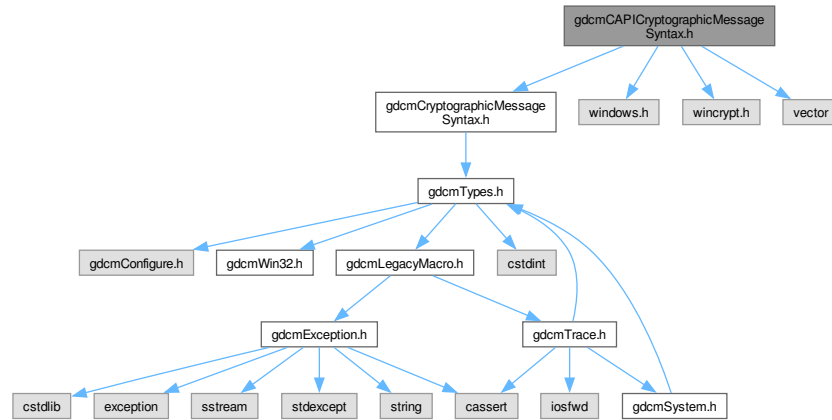 gdcmCAPICryptographicMessage
Syntax.h
gdcmCryptographicMessage
Syntax.h
windows.h
wincrypt.h
vector
gdcmTypes.h
gdcmConfigure.h
gdcmWin32.h
gdcmLegacyMacro.h
cstdint
gdcmException.h
gdcmTrace.h
cstdlib
exception
sstream
stdexcept
string
cassert
iosfwd
gdcmSystem.h